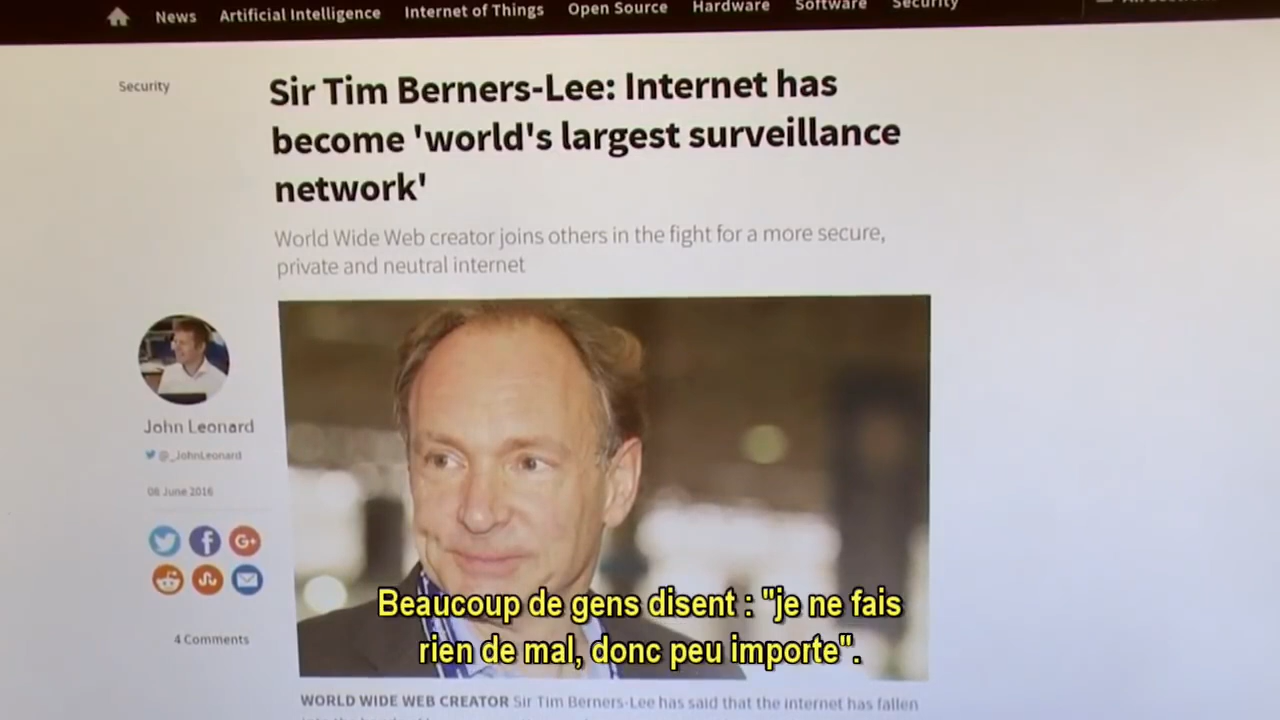 News Artificial Intelligence Internet of Things Open Source Hardware Software Security
Security
Sir Tim Berners-Lee: Internet has
become 'world's largest surveillance
network'
World Wide Web creator joins others in the fight for a more secure,
private and neutral internet
John Leonard
@_JohnLeonard
08 June 2016
G+
4 Comments
Beaucoup de gens disent : "je ne fais
rien de mal, donc peu importe".
WORLD WIDE WEB CREATOR Sir Tim Berners-Lee has said that the internet has fallen